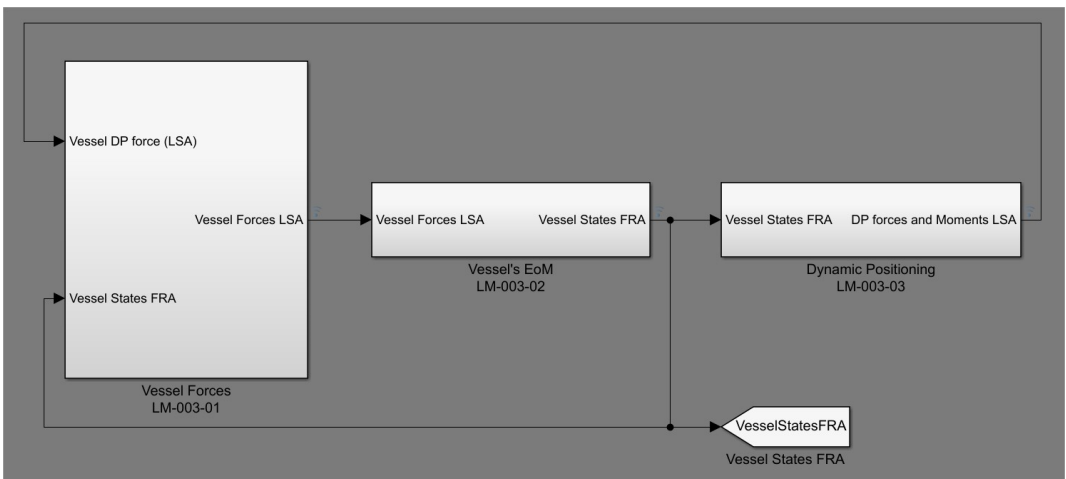 Vessel DP force (LSA)
Vessel Forces LSA
Vessel States FRA
Vessel Forces
LM-003-01
Vessel Forces LSA
Vessel States FRA
Vessel's EoM
LM-003-02
Vessel States FRA
DP forces and Moments LSA
Dynamic Positioning
LM-003-03
VesselStatesFRA
Vessel States FRA